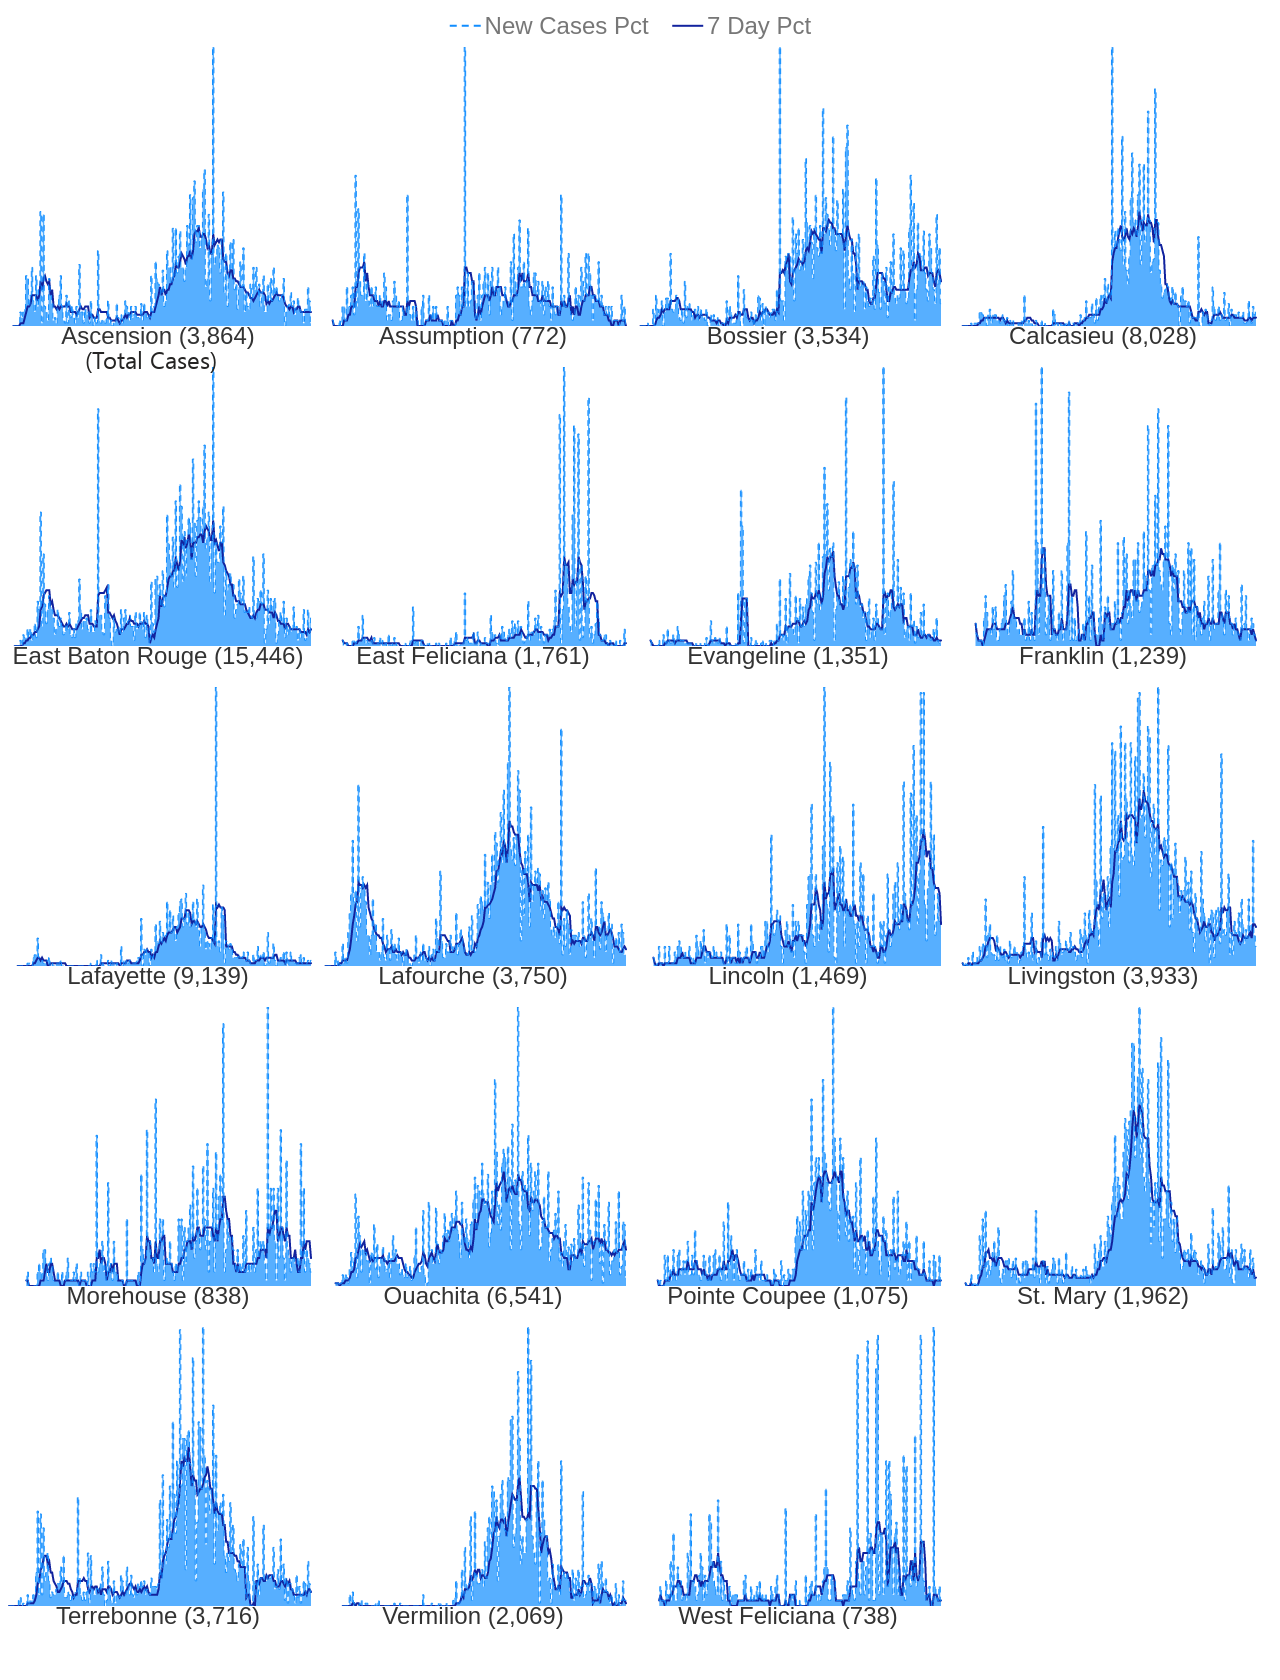 New Cases Pct 7 Day Pct
Ascension (3,864) Assumption (772) Bossier (3,534) Calcasieu (8,028)
(Total Cases)
East Baton Rouge (15,446) East Feliciana (1,761) Evangeline (1,351) Franklin (1,239)
Lafayette (9,139) Lafourche (3,750) Lincoln (1,469) Livingston (3,933)
Morehouse (838) Ouachita (6,541) Pointe Coupee (1,075) St. Mary (1,962)
Terrebonne (3,716) Vermilion (2,069) West Feliciana (738)